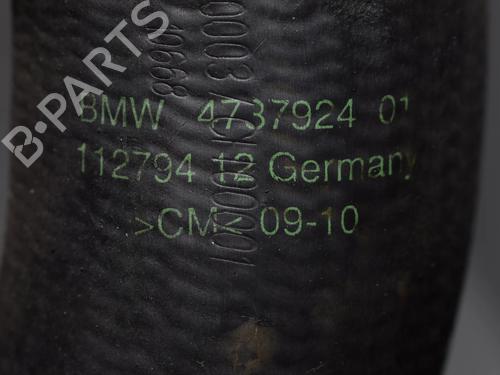 B-PARTS
BMW 4737924 01
112794 12 Germany
>CM< 09-10